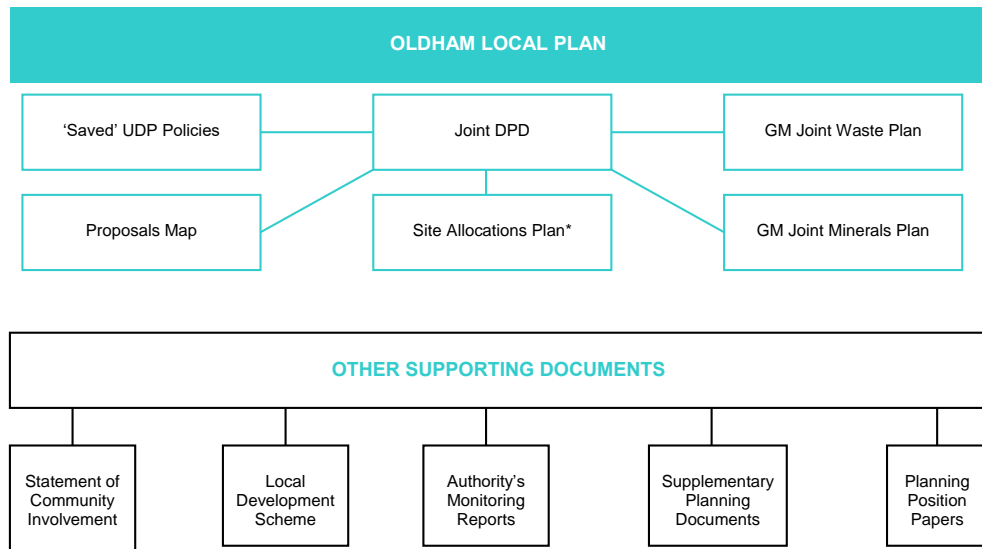 OLDHAM LOCAL PLAN
‘Saved’ UDP Policies
Joint DPD
GM Joint Waste Plan
Proposals Map
Site Allocations Plan*
GM Joint Minerals Plan
OTHER SUPPORTING DOCUMENTS
Statement of
Community
Involvement
Local
Development
Scheme
Authority’s
Monitoring
Reports
Supplementary
Planning
Documents
Planning
Position
Papers